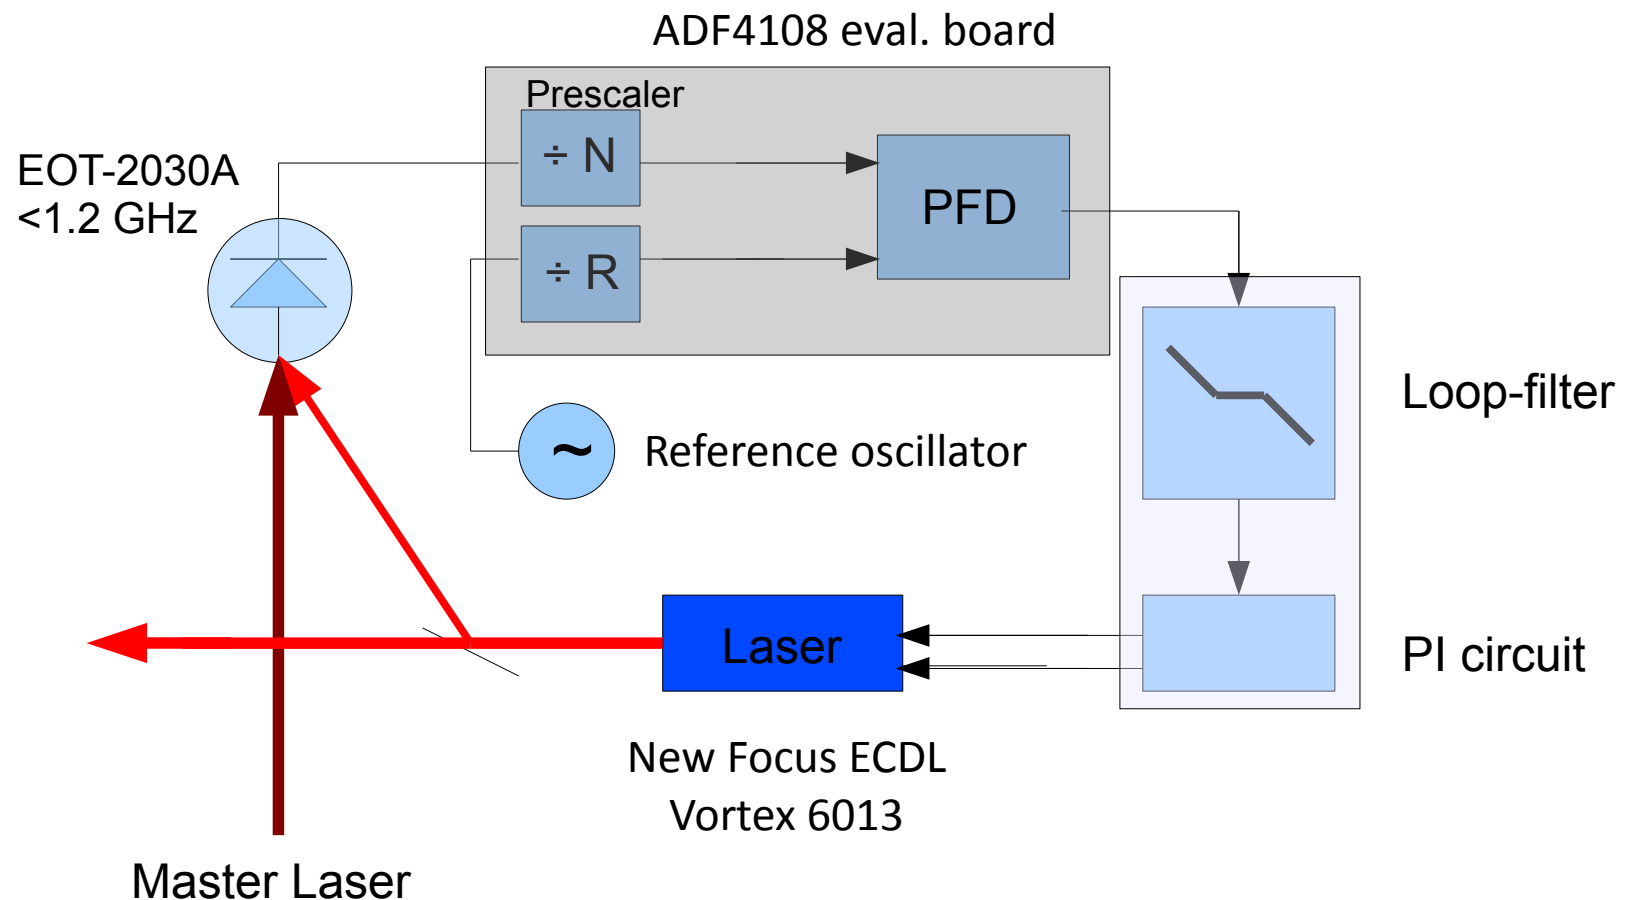 ADF4108 eval. board
Prescaler
÷ N
EOT-2030A
<1.2 GHz
PFD
÷ R
Loop-filter
~
Reference oscillator
Laser
PI circuit
New Focus ECDL
Vortex 6013
Master Laser